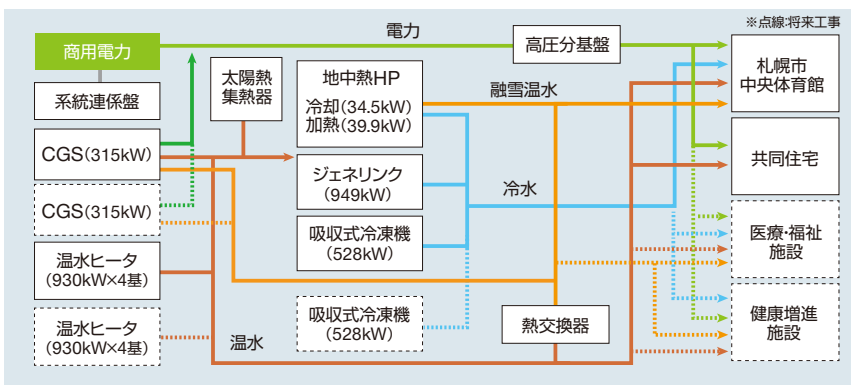 ※点線:将来工事
電力
商用電力
高圧分基盤
系統連係盤
太陽熱
集熱器
地中熱HP
冷却(34.5kW)
加熱(39.9kW)
融雪温水
札幌市
中央体育館
CGS(315kW)
ジェネリンク
(949kW)
冷水
共同住宅
CGS(315kW)
吸収式冷凍機
(528kW)
医療・福祉
施設
温水ヒータ
(930kW×4基)
吸収式冷凍機
(528kW)
熱交換器
健康増進
施設
温水ヒータ
(930kW×4基)
温水